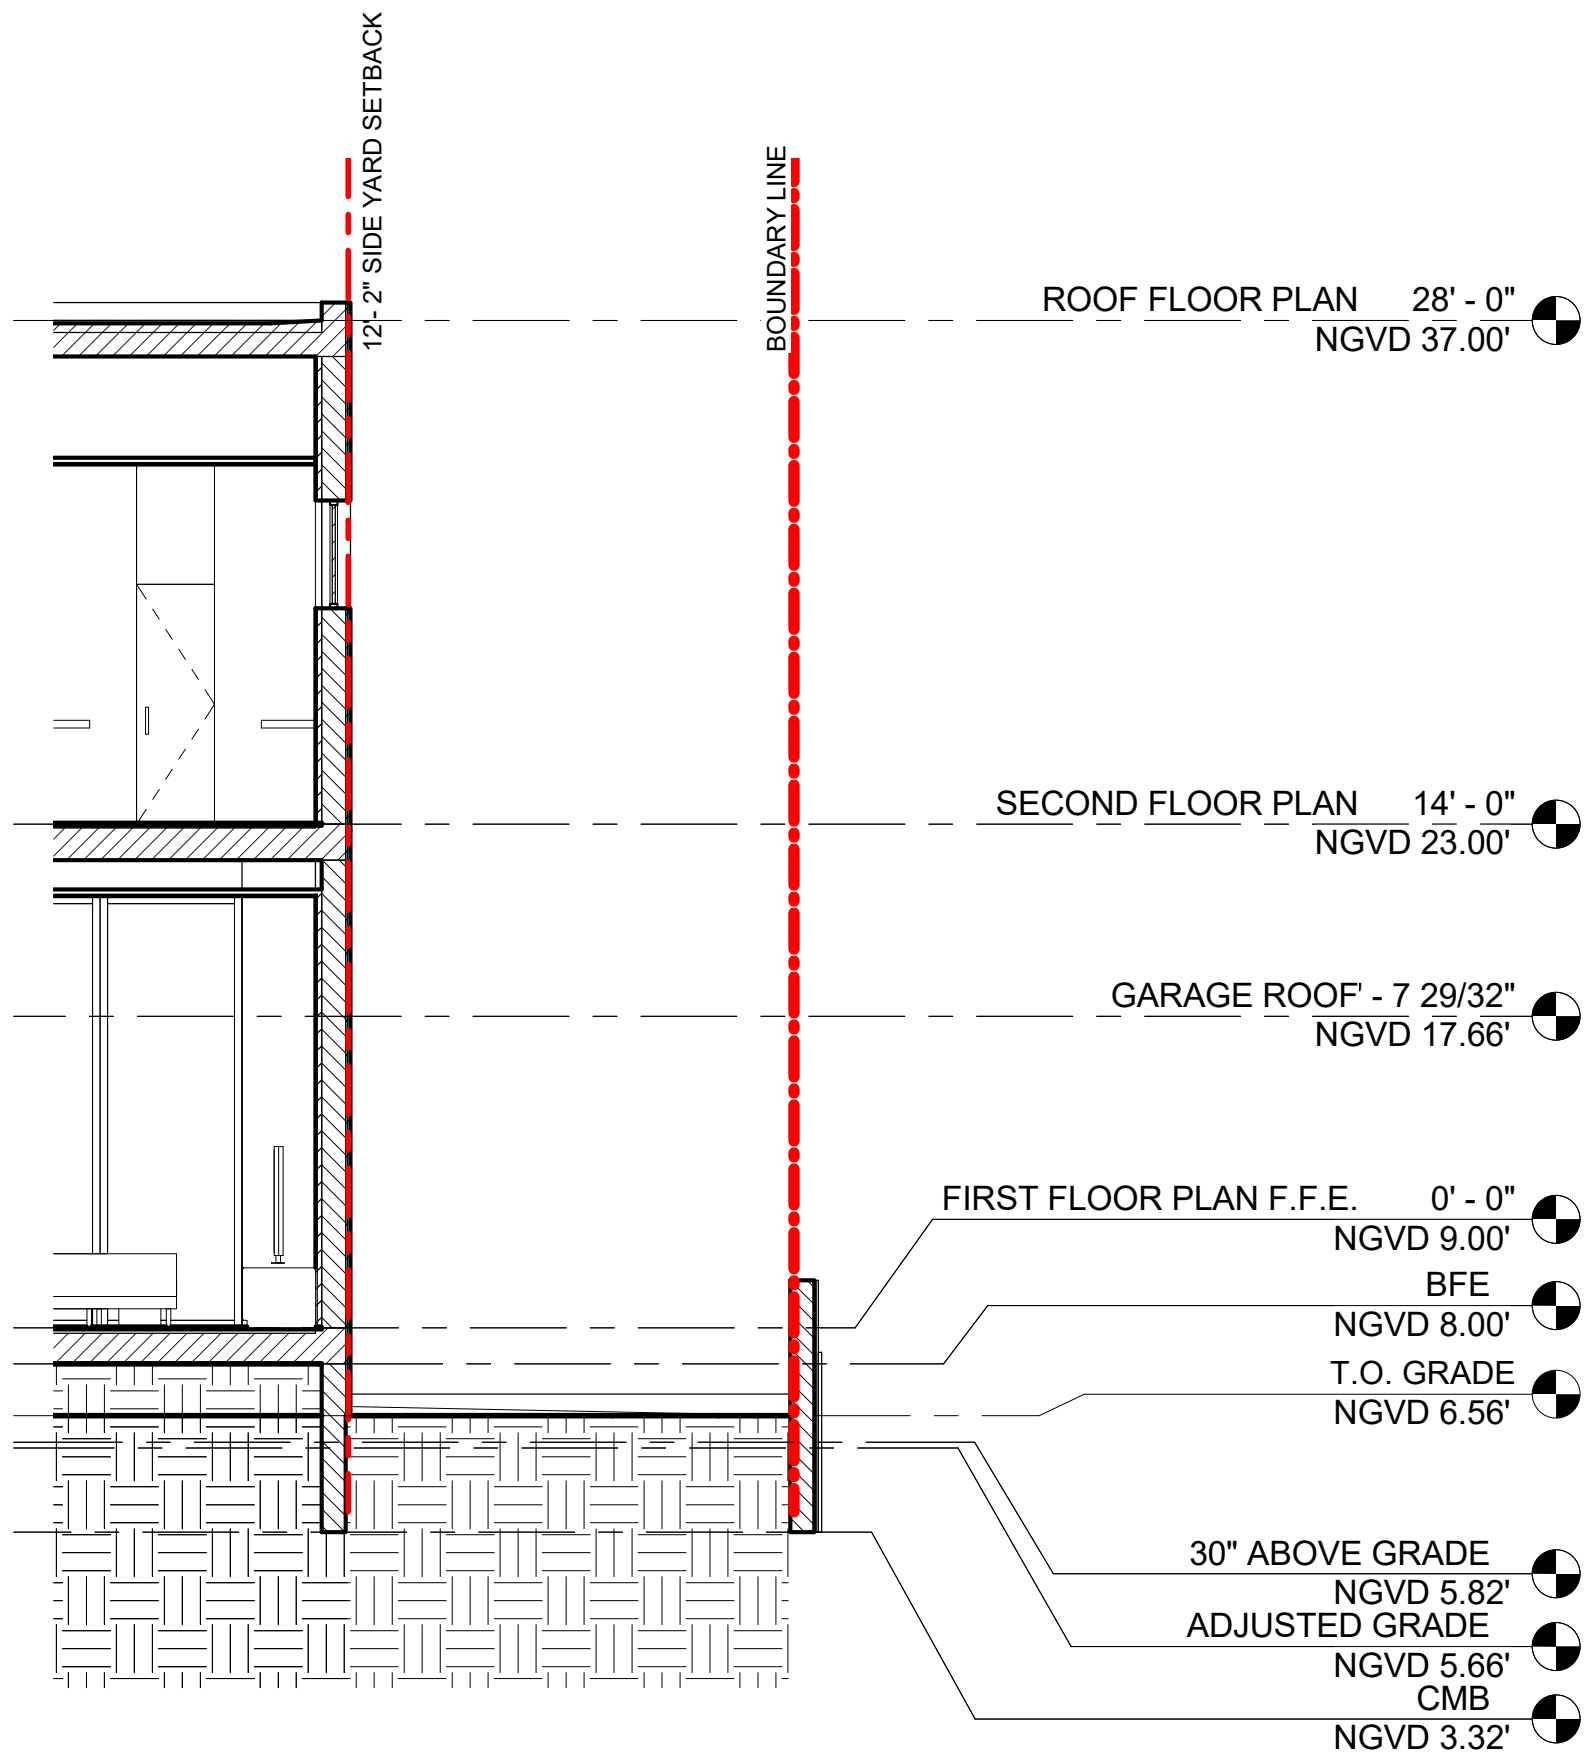 12'- 2" SIDE YARD SETBACK
BOUNDARY LINE
ROOF FLOOR PLAN 28' - 0"
NGVD 37.00'
SECOND FLOOR PLAN 14' - 0"
NGVD 23.00'
GARAGE ROOF' - 7 29/32"
NGVD 17.66'
FIRST FLOOR PLAN F.F.E. 0' - 0"
NGVD 9.00'
BFE
NGVD 8.00'
T.O. GRADE
NGVD 6.56'
30" ABOVE GRADE
NGVD 5.82'
ADJUSTED GRADE
NGVD 5.66'
CMB
NGVD 3.32'